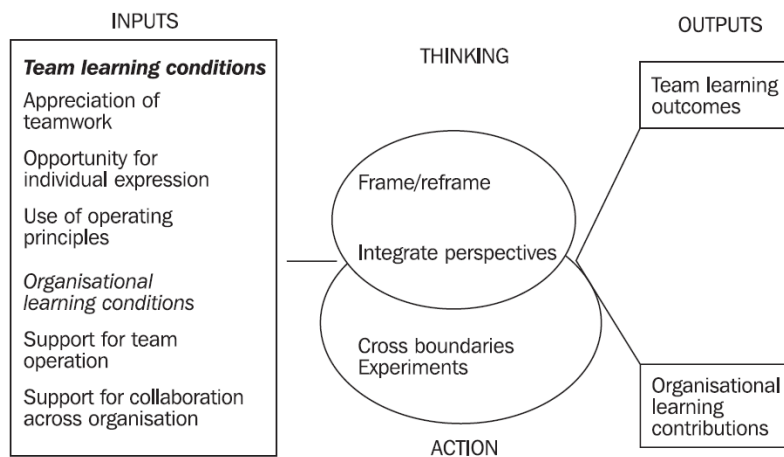 INPUTS
Team learning conditions
Appreciation of
teamwork
Opportunity for
individual expression
Use of operating
principles
Organisational
learning conditions
Support for team
operation
Support for collaboration
across organisation
THINKING
Frame/reframe
Integrate perspectives
Cross boundaries
Experiments
ACTION
OUTPUTS
Team learning
outcomes
Organisational
learning
contributions